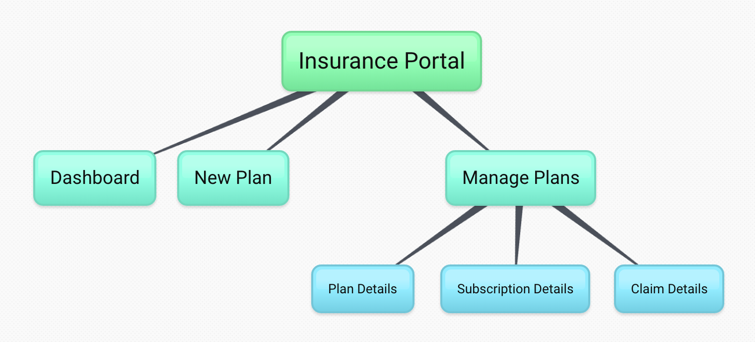 Insurance Portal
Dashboard
New Plan
Manage Plans
Plan Details
Subscription Details
Claim Details